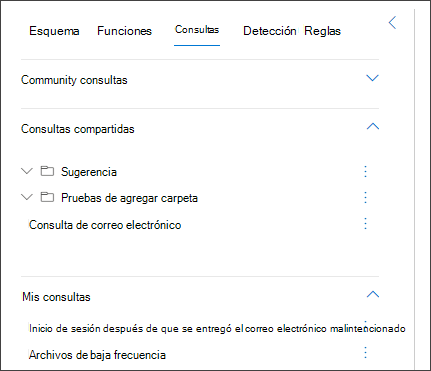 Esquema Funciones Consultas Detección Reglas
Community consultas
Consultas compartidas
Sugerencia
Pruebas de agregar carpeta
Consulta de correo electrónico
Mis consultas
Inicio de sesión después de que se entregó el correo electrónico malintencionado
Archivos de baja frecuencia